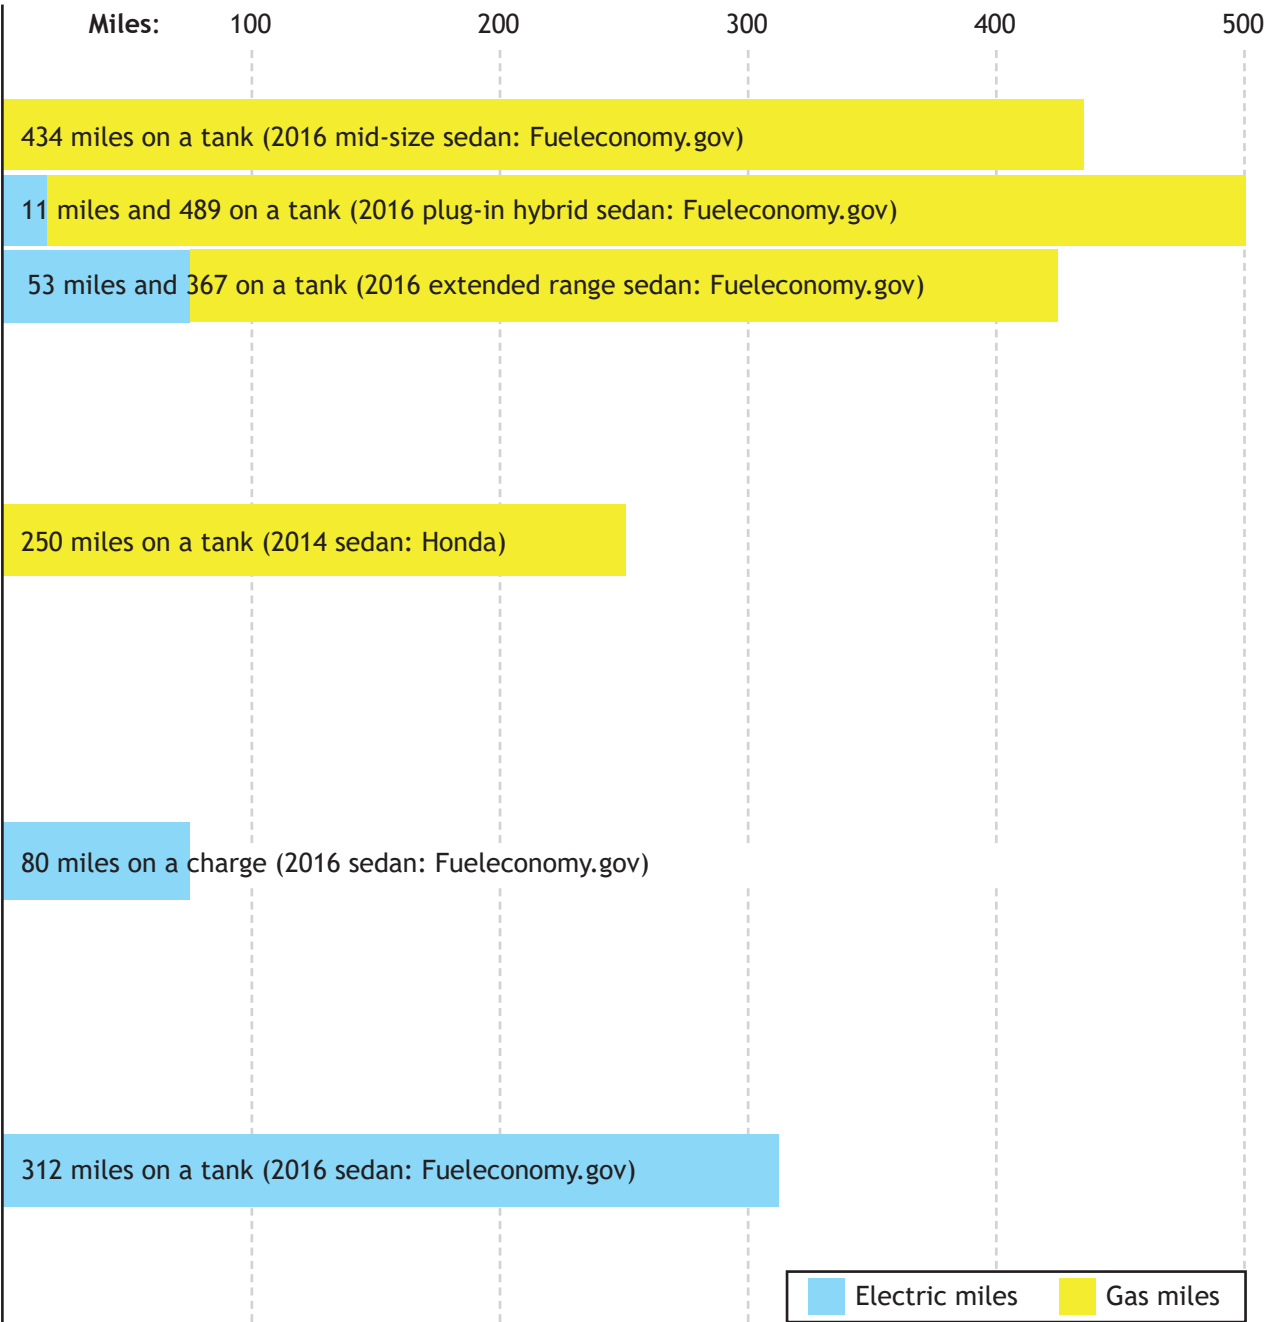 Miles: 100 200 300 400 500
434 miles on a tank (2016 mid-size sedan: Fueleconomy.gov)
11 miles and 489 on a tank (2016 plug-in hybrid sedan: Fueleconomy.gov)
53 miles and 367 on a tank (2016 extended range sedan: Fueleconomy.gov)
250 miles on a tank (2014 sedan: Honda)
80 miles on a charge (2016 sedan: Fueleconomy.gov)
312 miles on a tank (2016 sedan: Fueleconomy.gov)
Electric miles Gas miles